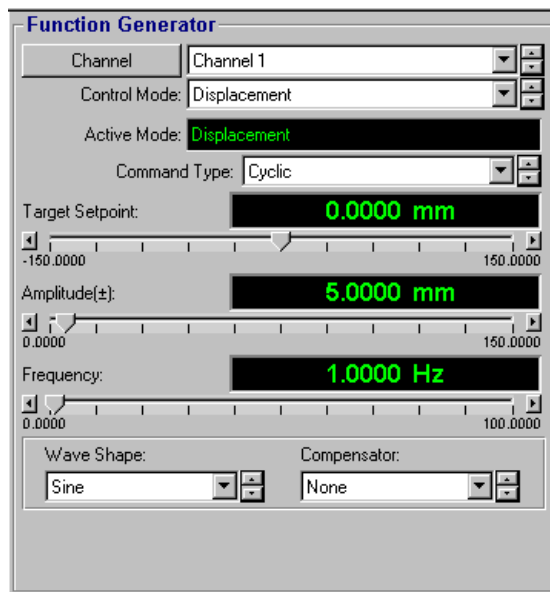 Function Generator
Channel Channel 1
Control Mode: Displacement
Active Mode: Displacement
Command Type: Cyclic
Target Setpoint: 0.0000 mm
-150.0000 150.0000
Amplitude(±): 5.0000 mm
0.0000 150.0000
Frequency: 1.0000 Hz
0.0000 100.0000
Wave Shape: Compensator:
Sine None